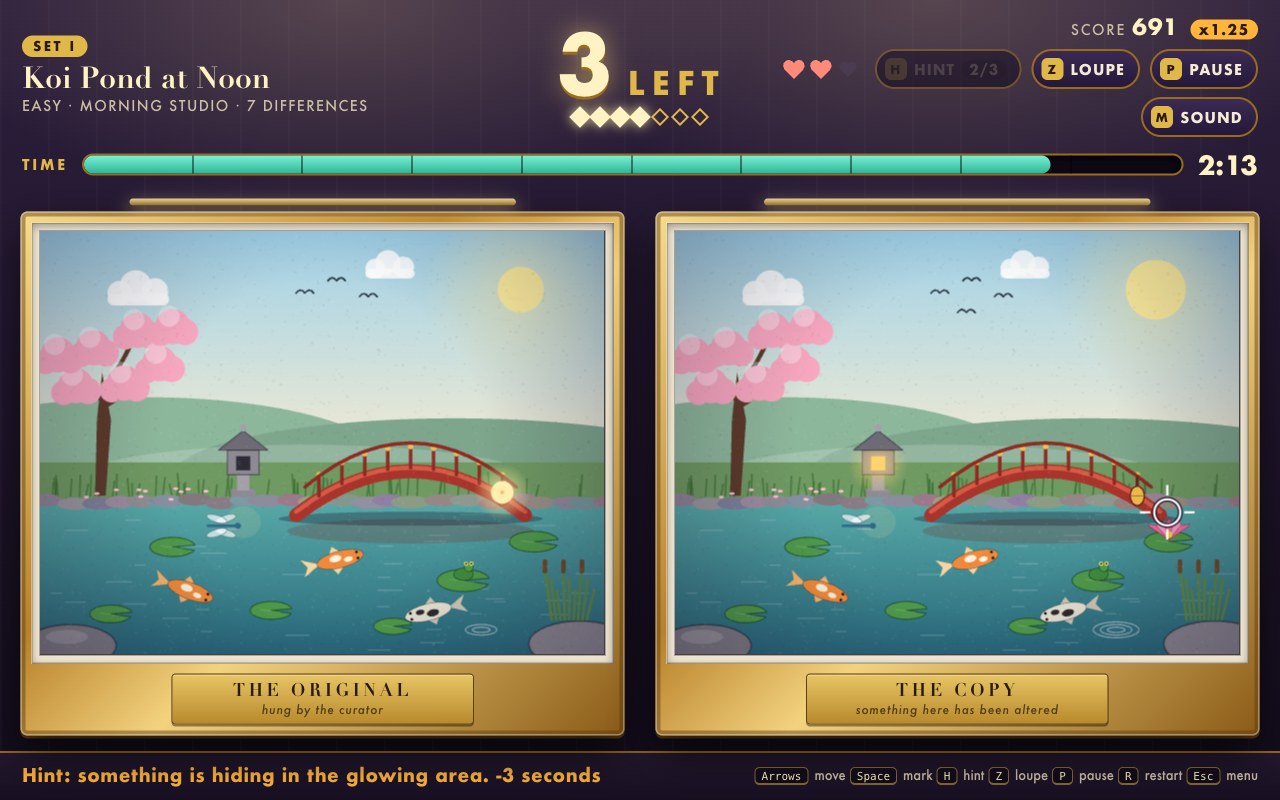 SET I
Koi Pond at Noon
EASY · MORNING STUDIO · 7 DIFFERENCES
3 LEFT
H HINT 2/3
SCORE 691 x1.25
Z LOUPE
P PAUSE
M SOUND
TIME 2:13
THE ORIGINAL
hung by the curator
THE COPY
something here has been altered
Hint: something is hiding in the glowing area. -3 seconds
Arrows move Space mark H hint Z loupe P pause R restart Esc menu